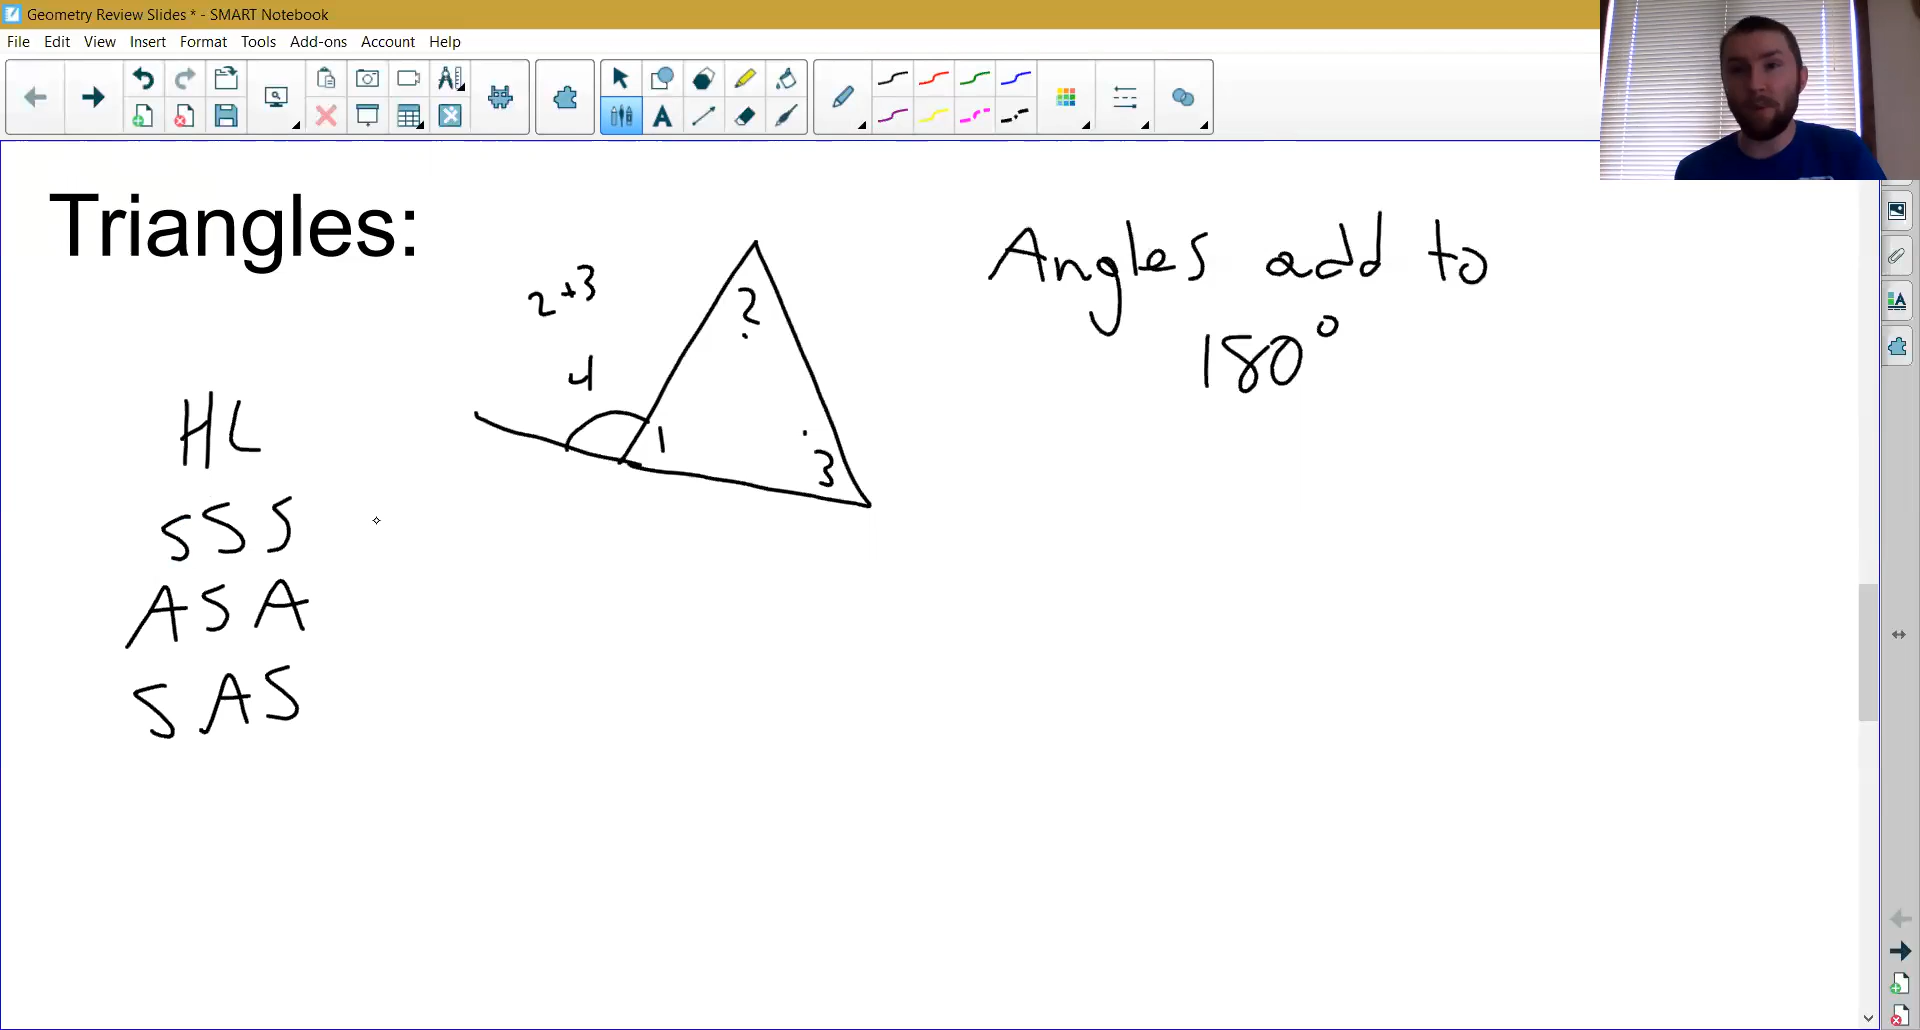 Geometry Review Slides * - SMART Notebook
File Edit View Insert Format Tools Add-ons Account Help
Triangles:
Angles add to
180°
2+3
2
4
1
3
HL
SSS
ASA
SAS